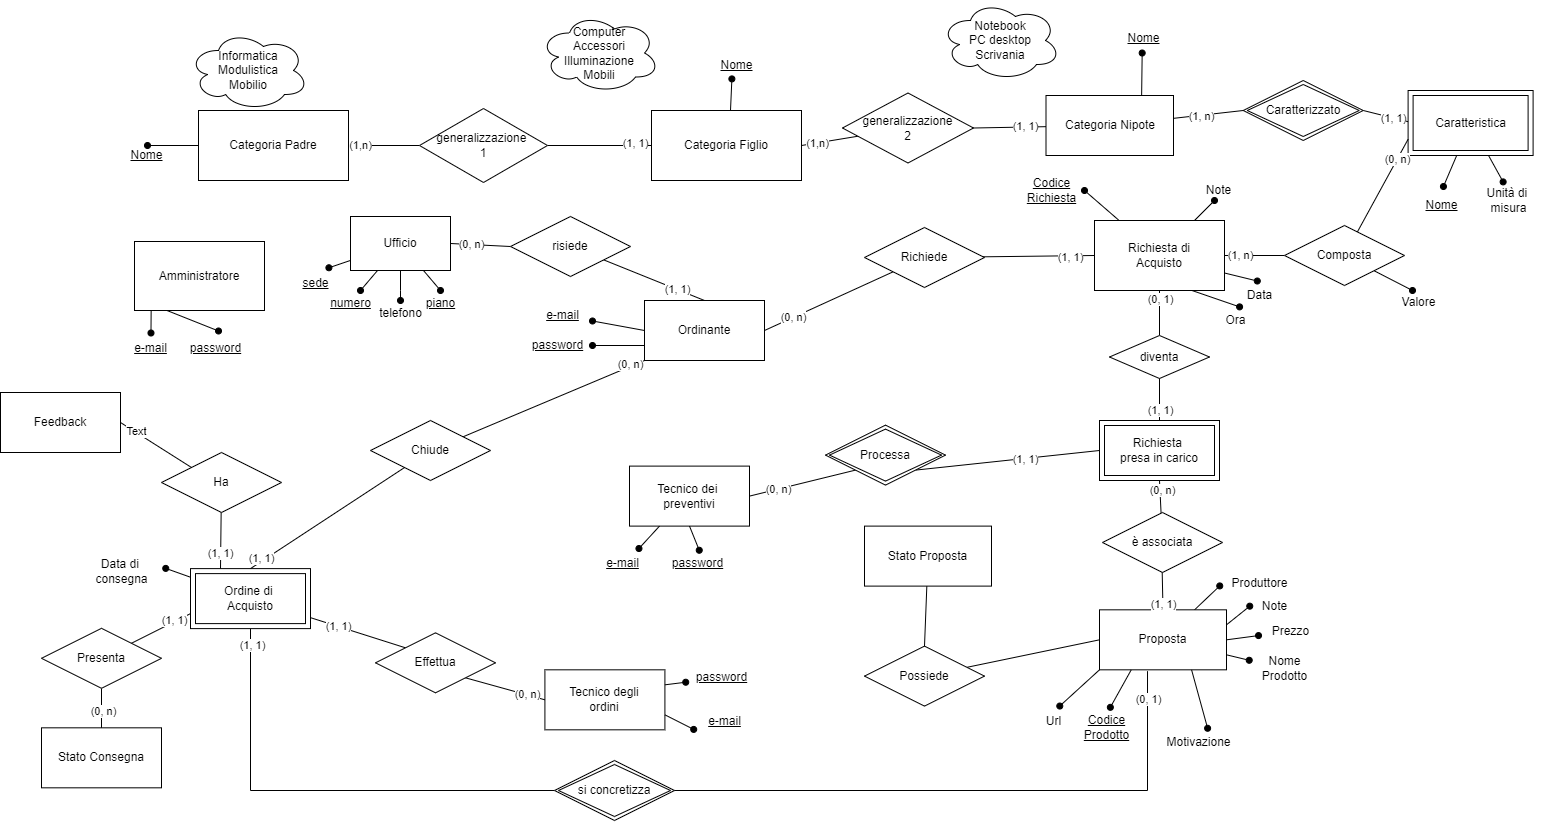 Informatica
Modulistica
Mobilio
Computer
Accessori
Illuminazione
Mobili
Notebook
PC desktop
Scrivania
Nome
Categoria Padre
(1,n)
generalizzazione
1
(1, 1)
Nome
Categoria Figlio
(1,n)
generalizzazione
2
(1, 1)
Nome
Categoria Nipote
(1, n)
Caratterizzato
(1, 1)
Caratteristica
(0, n)
Nome
Unità di
misura
Amministratore
e-mail
password
Ufficio
sede
numero
telefono
piano
(0, n)
risiede
(1, 1)
Ordinante
e-mail
password
(0, n)
Richiede
(1, 1)
Codice
Richiesta
Note
Richiesta di
Acquisto
Data
Ora
(1, n)
Composta
Valore
(0, 1)
diventa
(1, 1)
Richiesta
presa in carico
(0, n)
Chiude
(1, 1)
Feedback
Text
Ha
(1, 1)
Tecnico dei
preventivi
e-mail
password
(0, n)
Processa
(1, 1)
(0, n)
è associata
(1, 1)
Stato Proposta
Possiede
Proposta
Produttore
Note
Prezzo
Nome
Prodotto
Motivazione
Codice
Prodotto
Url
(0, 1)
Data di
consegna
Ordine di
Acquisto
(1, 1)
Presenta
(0, n)
Stato Consegna
(1, 1)
Effettua
(0, n)
Tecnico degli
ordini
password
e-mail
(1, 1)
si concretizza